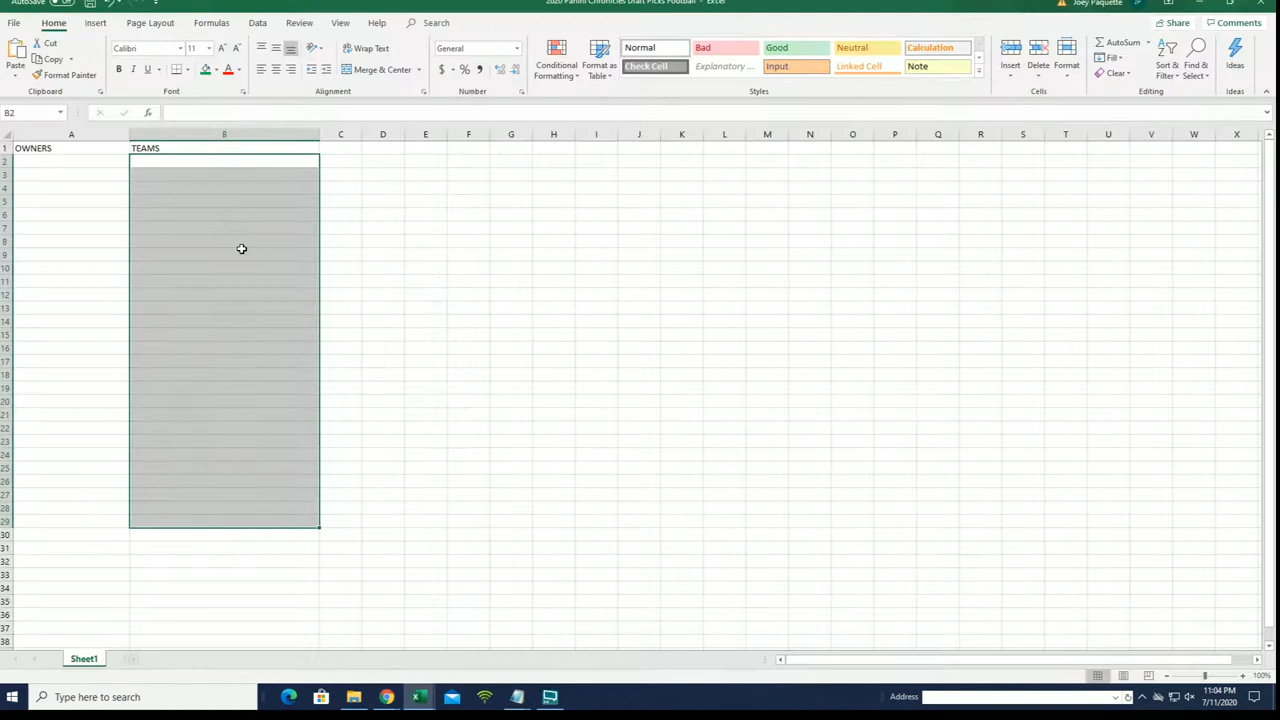 AutoSave Off 2020 Panini Chronicles Draft Picks Football - Excel Joey Paquette JP
File Home Insert Page Layout Formulas Data Review View Help Search Share Comments
Paste Cut Copy Format Painter Clipboard
Calibri 11 A A B I U A Font
Wrap Text Merge & Center Alignment
General $ % Number
Conditional Formatting Format as Table
Normal Bad Good Neutral Calculation
Check Cell Explanatory ... Input Linked Cell Note
Styles
Insert Delete Format Cells
AutoSum Fill Clear Sort & Filter Find & Select Editing
Ideas Ideas
B2 fx
A B C D E F G H I J K L M N O P Q R S T U V W X
1 OWNERS TEAMS
2
3
4
5
6
7
8
9
10
11
12
13
14
15
16
17
18
19
20
21
22
23
24
25
26
27
28
29
30
31
32
33
34
35
36
37
38
Sheet1
100%
Type here to search Address 11:04 PM
7/11/2020